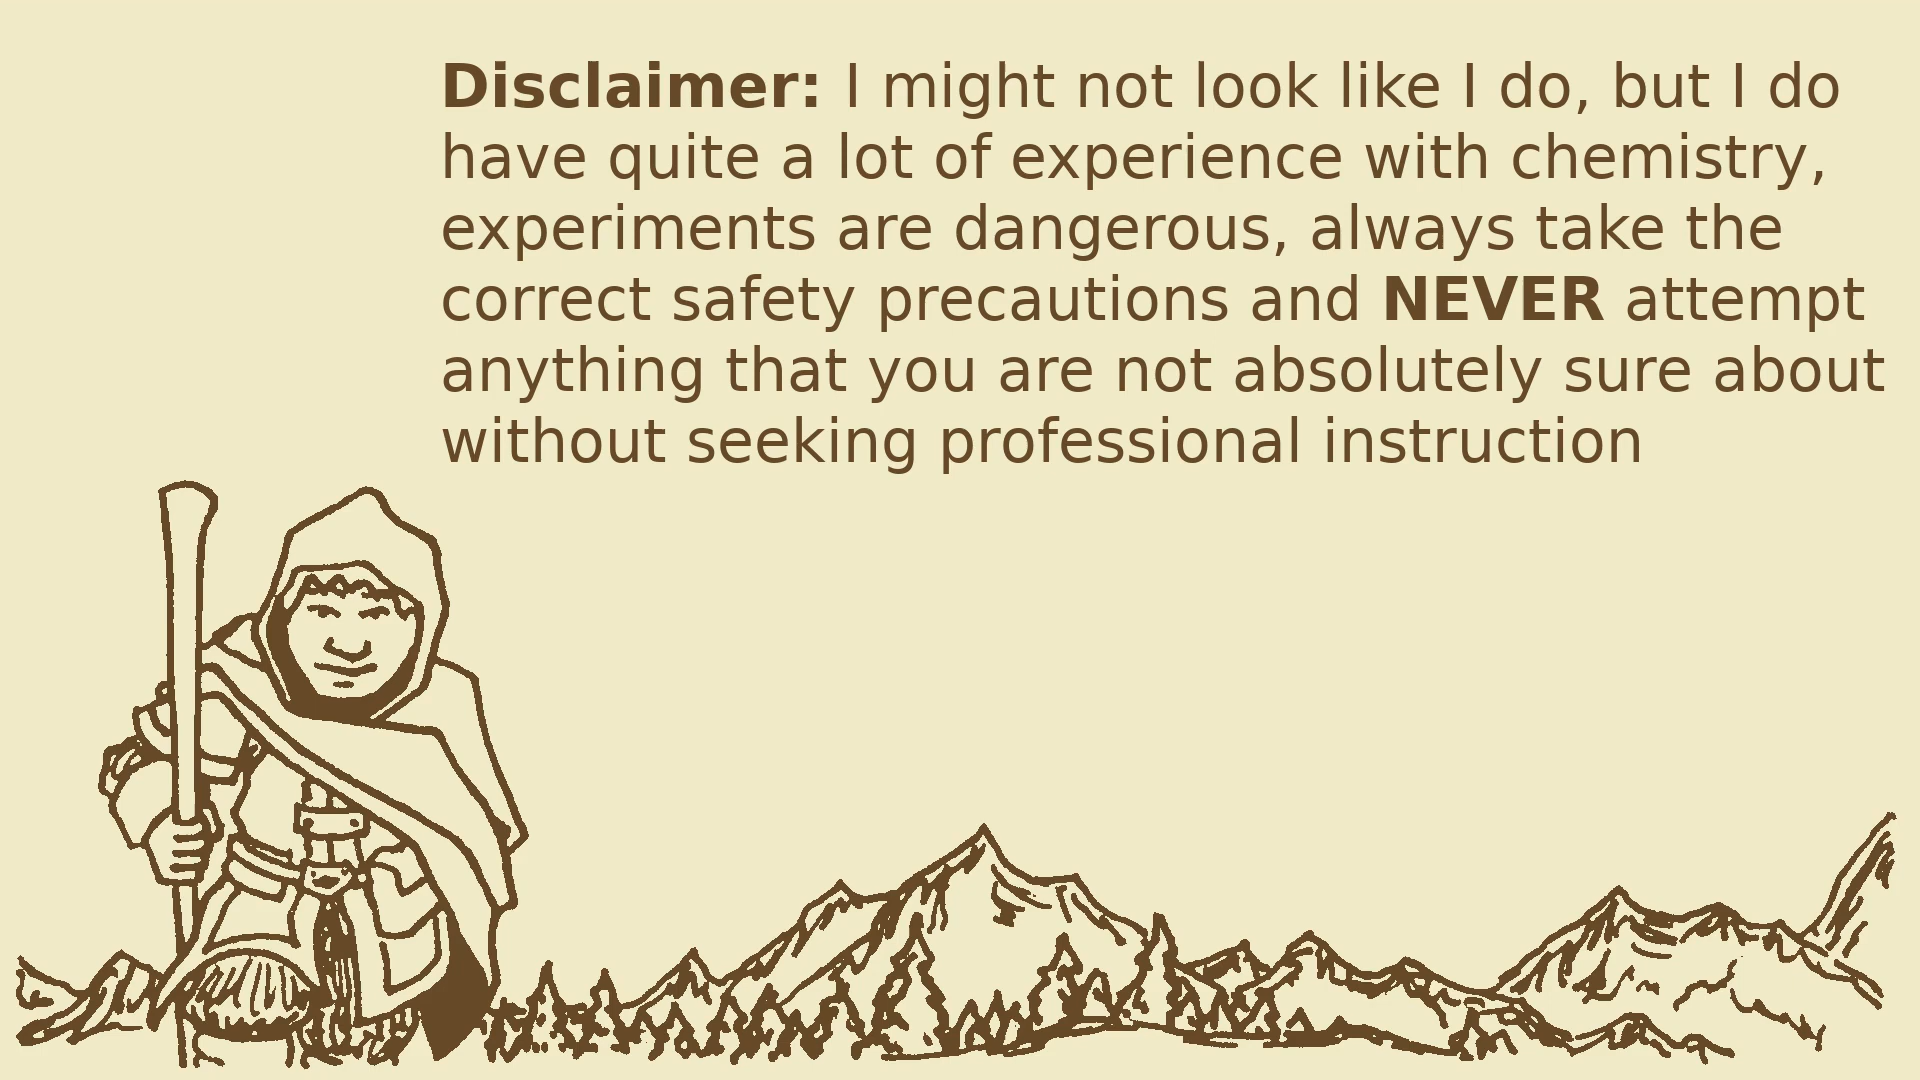 Disclaimer: I might not look like I do, but I do
have quite a lot of experience with chemistry,
experiments are dangerous, always take the
correct safety precautions and NEVER attempt
anything that you are not absolutely sure about
without seeking professional instruction